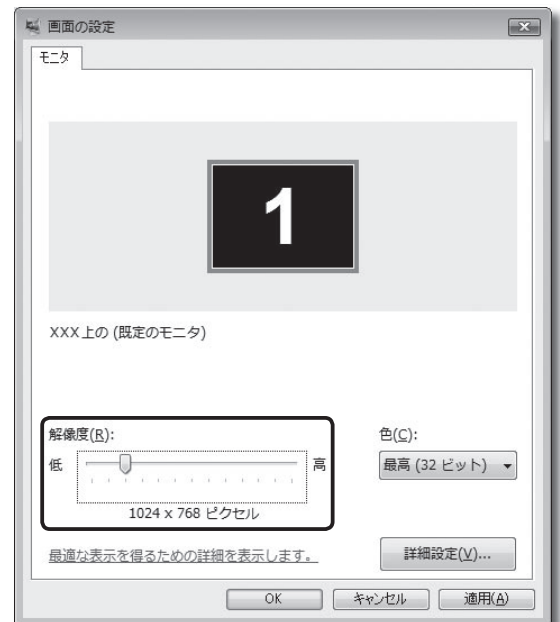 画面の設定
モニタ
1
XXX上の (既定のモニタ)
解像度(R):
色(C):
低
高
最高 (32 ビット)
1024 x 768 ピクセル
最適な表示を得るための詳細を表示します。
詳細設定(V)...
OK
キャンセル
適用(A)